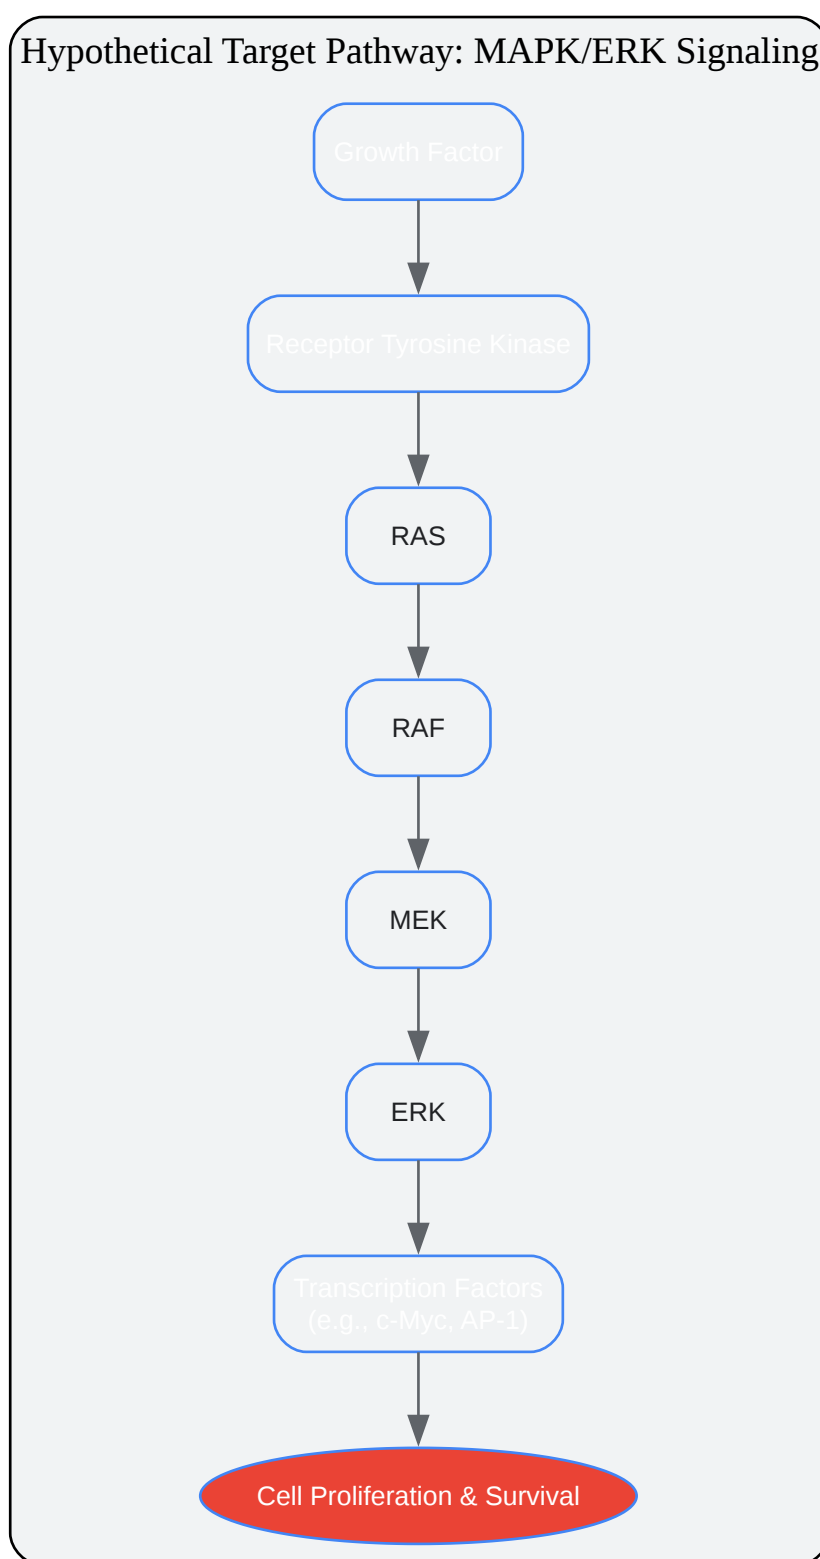 Hypothetical Target Pathway: MAPK/ERK Signaling
Growth Factor
Receptor Tyrosine Kinase
RAS
RAF
MEK
ERK
Transcription Factors
(e.g., c-Myc, AP-1)
Cell Proliferation & Survival